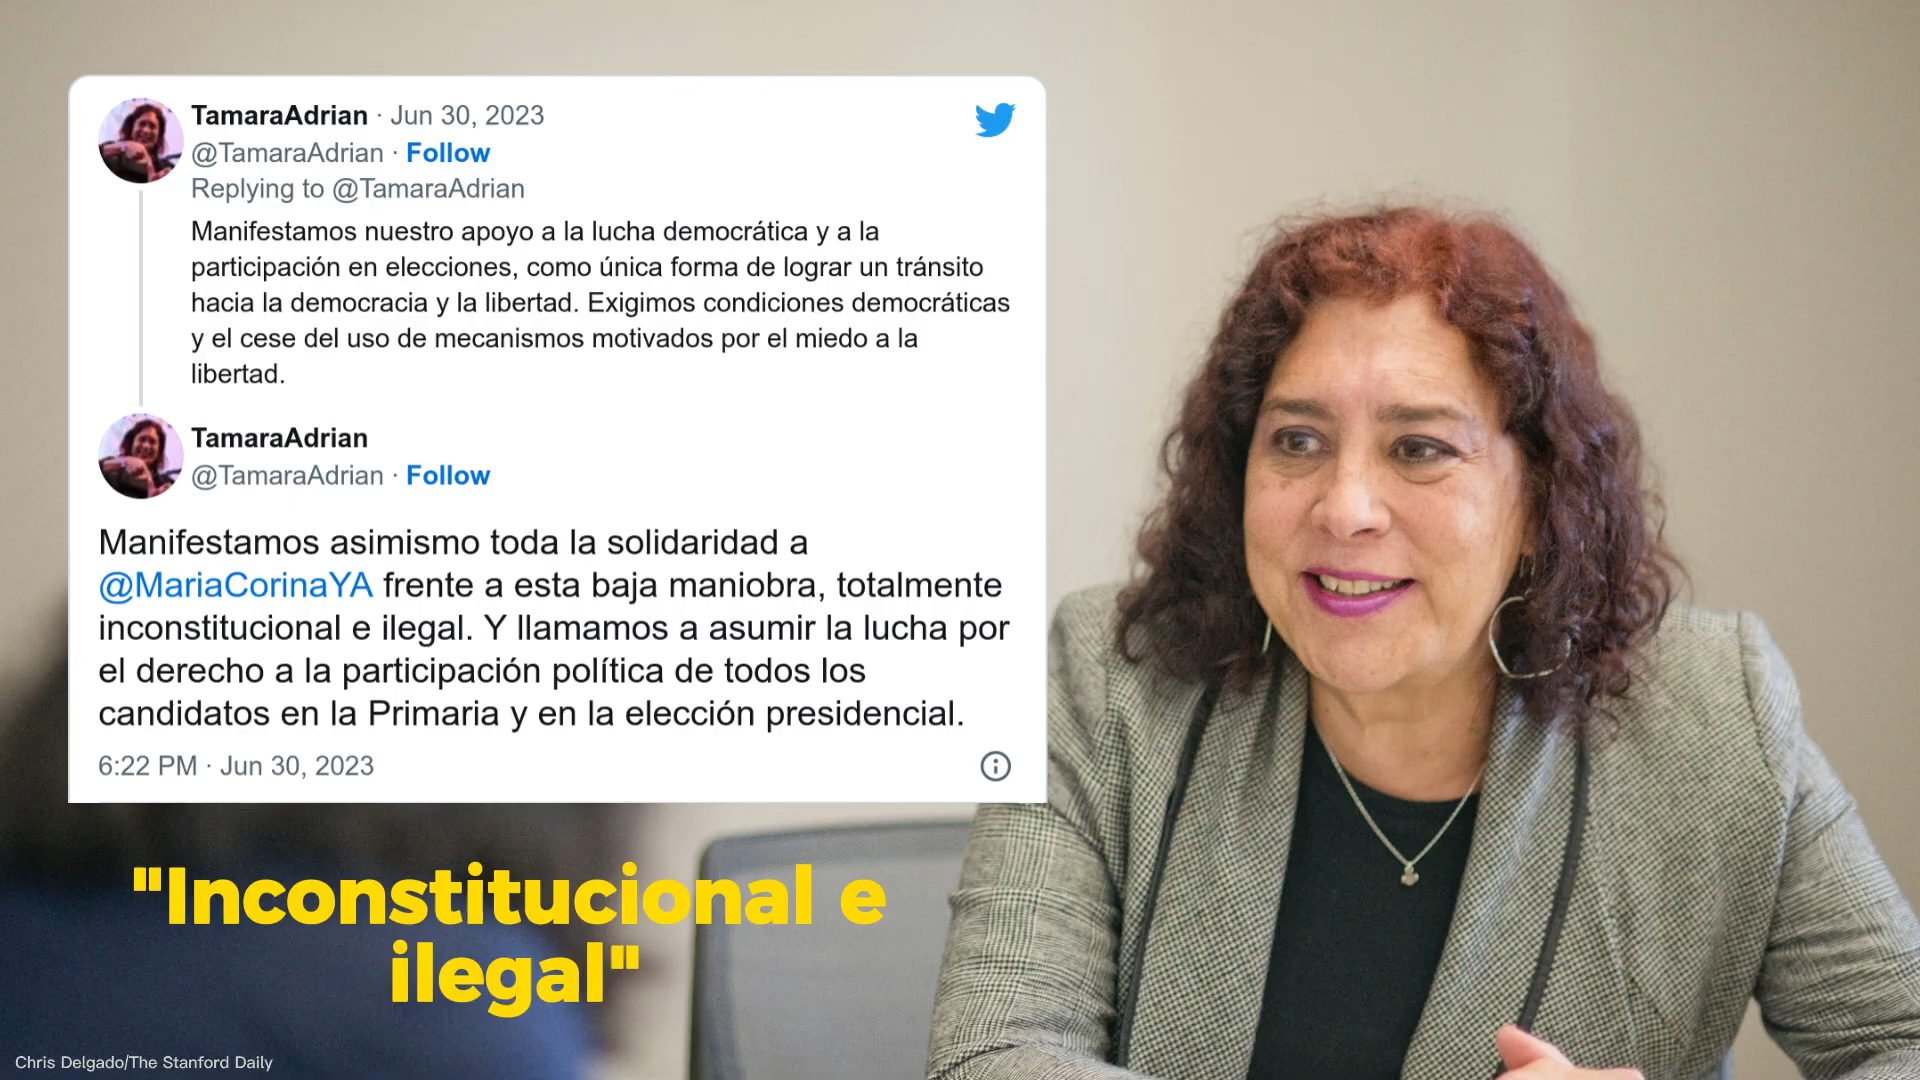 TamaraAdrian · Jun 30, 2023
@TamaraAdrian · Follow
Replying to @TamaraAdrian
Manifestamos nuestro apoyo a la lucha democrática y a la
participación en elecciones, como única forma de lograr un tránsito
hacia la democracia y la libertad. Exigimos condiciones democráticas
y el cese del uso de mecanismos motivados por el miedo a la
libertad.
TamaraAdrian
@TamaraAdrian · Follow
Manifestamos asimismo toda la solidaridad a
@MariaCorinaYA frente a esta baja maniobra, totalmente
inconstitucional e ilegal. Y llamamos a asumir la lucha por
el derecho a la participación política de todos los
candidatos en la Primaria y en la elección presidencial.
6:22 PM · Jun 30, 2023
"Inconstitucional e
ilegal"
Chris Delgado/The Stanford Daily